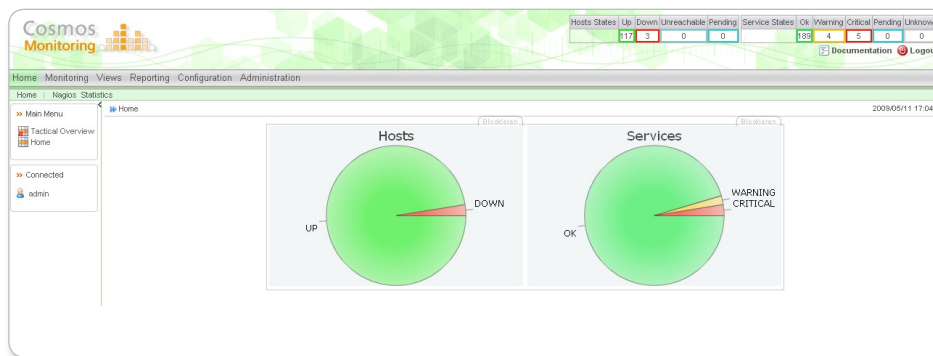 Cosmos
Monitoring
Hosts States Up Down Unreachable Pending Service States Ok Warning Critical Pending Unknow
117 3 0 0 189 4 5 0 0
Documentation Logou
Home Monitoring Views Reporting Configuration Administration
Home | Nagios Statistics
Main Menu
Tactical Overview
Home
Connected
admin
Home
2009/05/11 17:04
Blockieren
Hosts
UP
DOWN
Blockieren
Services
OK
WARNING
CRITICAL